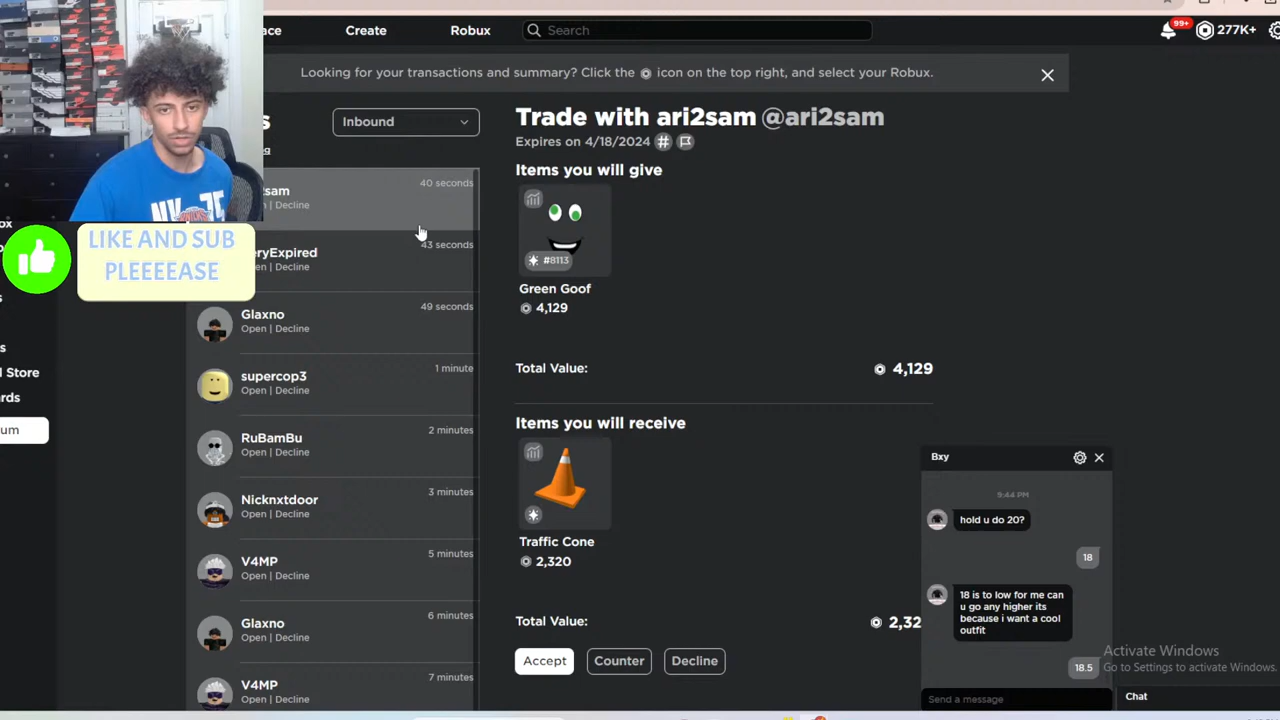 ace
Create
Robux
Search
99+
277K+
Looking for your transactions and summary? Click the icon on the top right, and select your Robux.
s
Inbound
Trade with ari2sam @ari2sam
Expires on 4/18/2024
Items you will give
#8113
Green Goof
4,129
Total Value:
4,129
Items you will receive
Traffic Cone
2,320
Total Value:
2,32
Accept
Counter
Decline
sam
40 seconds
Decline
eryExpired
43 seconds
Decline
Glaxno
49 seconds
Open | Decline
supercop3
1 minute
Open | Decline
RuBamBu
2 minutes
Open | Decline
Nicknxtdoor
3 minutes
Open | Decline
V4MP
5 minutes
Open | Decline
Glaxno
6 minutes
Open | Decline
V4MP
7 minutes
Open | Decline
LIKE AND SUB
PLEEEEASE
NY
ox
s
s
d Store
rds
um
Bxy
9:44 PM
hold u do 20?
18
18 is to low for me can
u go any higher its
because i want a cool
outfit
18.5
Send a message
Chat
Activate Windows
Go to Settings to activate Windows.